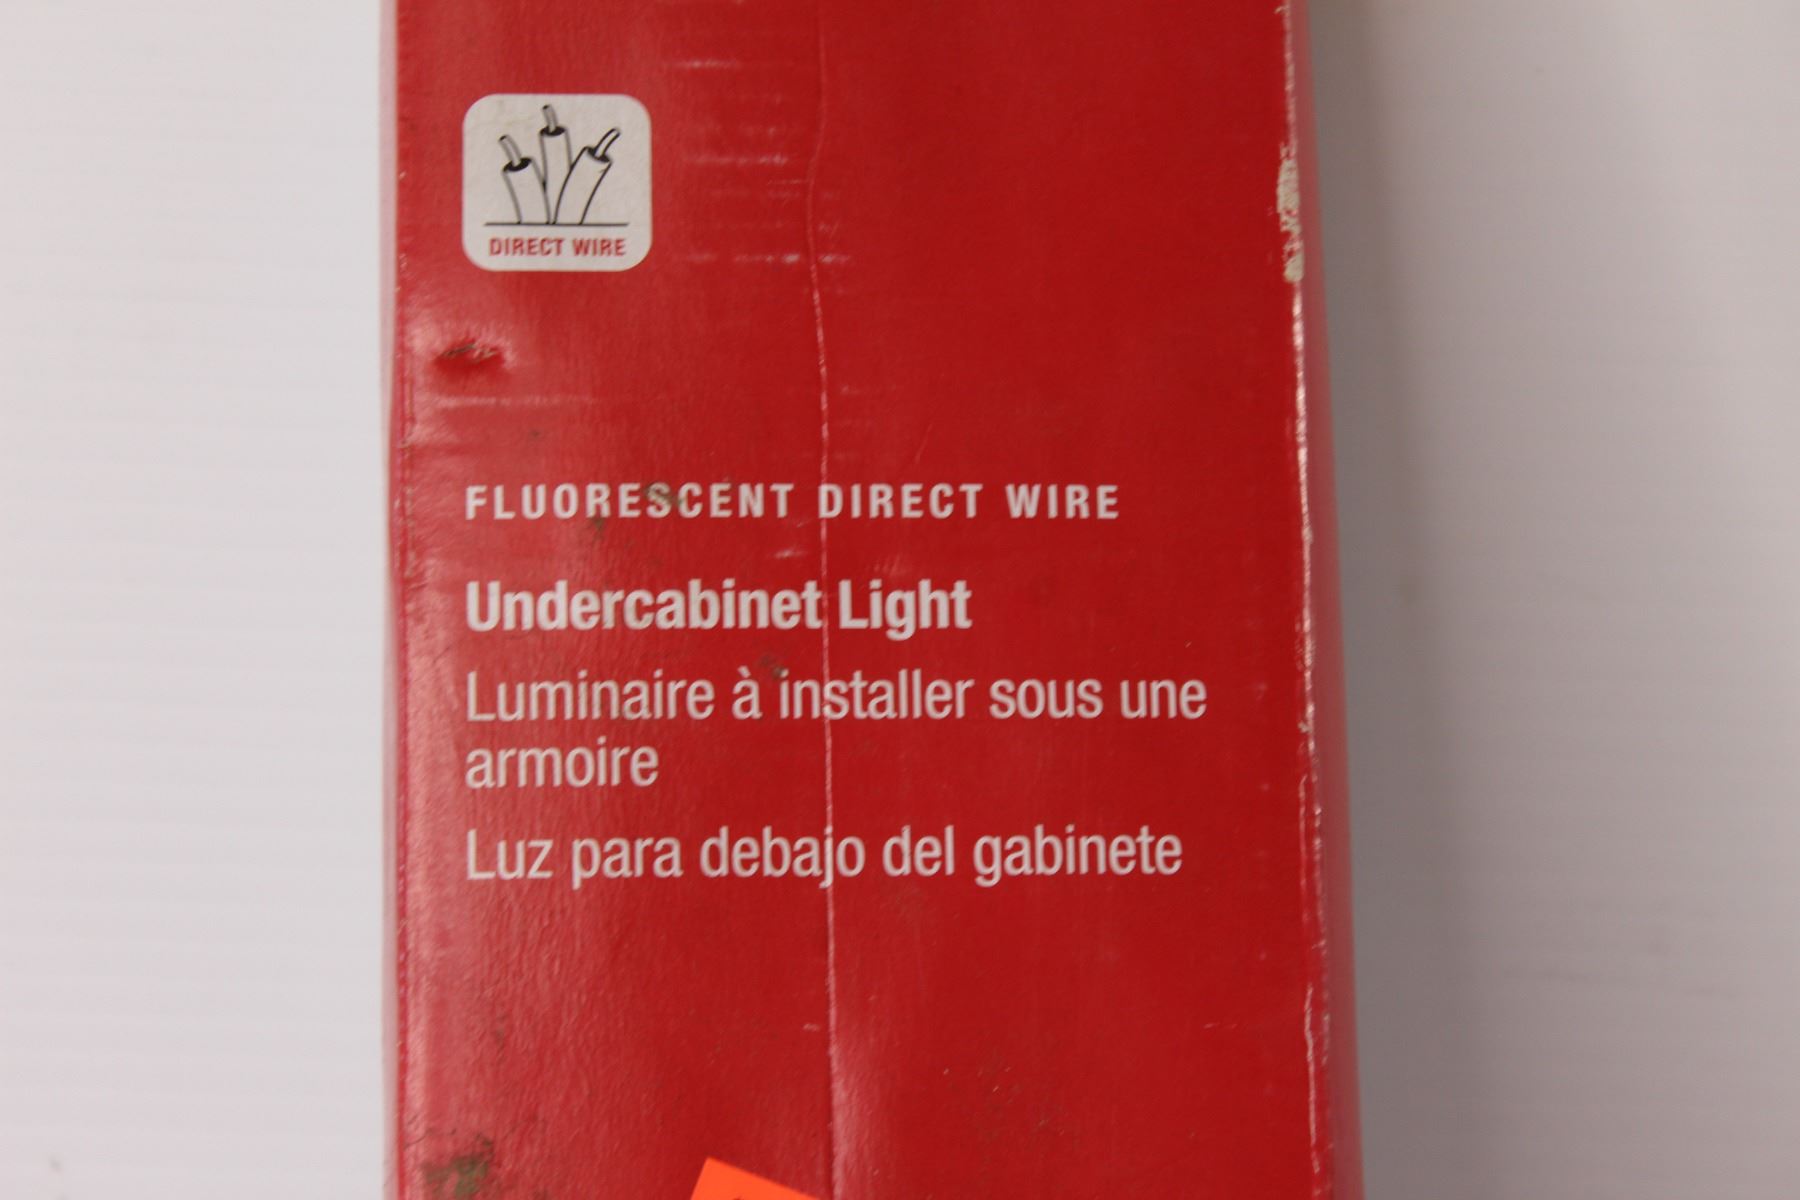 DIRECT WIRE
FLUORESCENT DIRECT WIRE
Undercabinet Light
Luminaire à installer sous une
armoire
Luz para debajo del gabinete